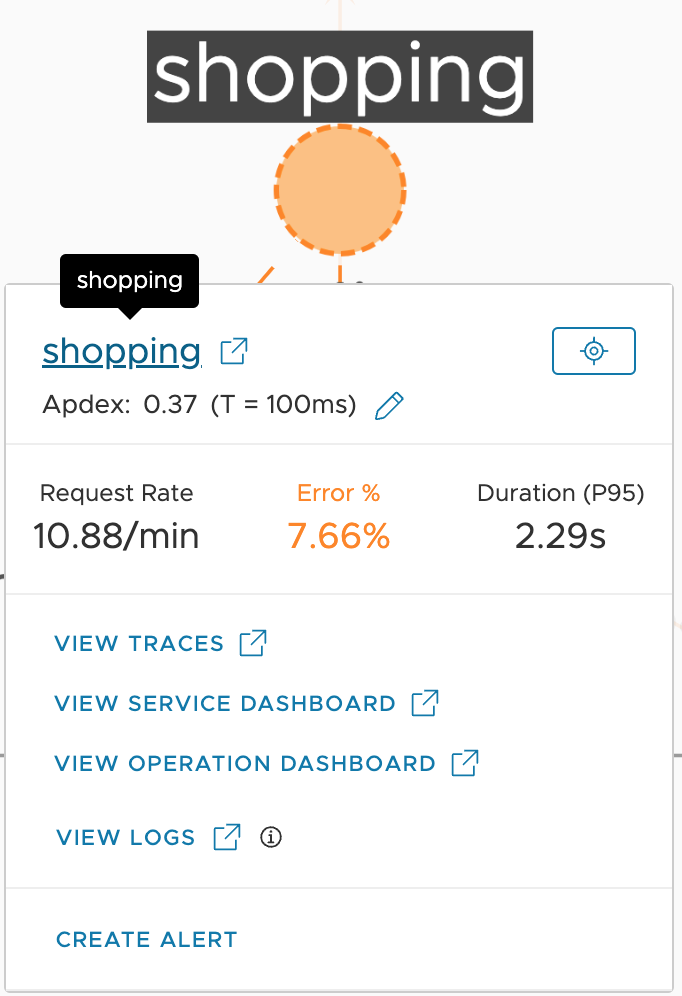 shopping
shopping
shopping
Apdex: 0.37 (T = 100ms)
Request Rate Error % Duration (P95)
10.88/min 7.66% 2.29s
VIEW TRACES
VIEW SERVICE DASHBOARD
VIEW OPERATION DASHBOARD
VIEW LOGS
CREATE ALERT